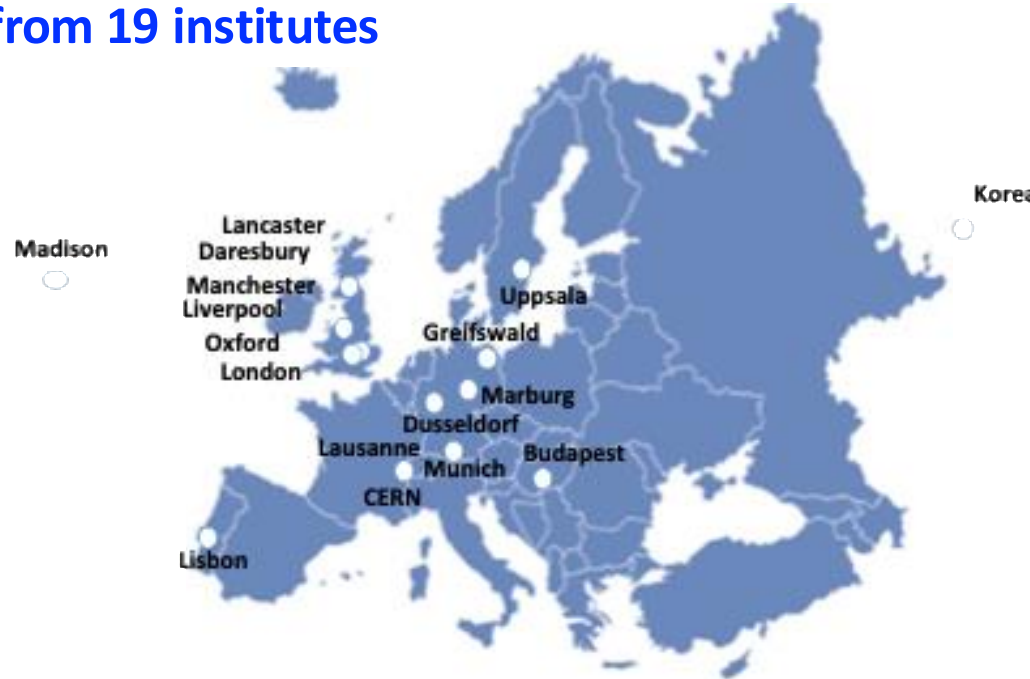 from 19 institutes
Korea
Lancaster
Madison
Daresbury
Manchester
Uppsala
Liverpool
Greifswald
Oxford
London
Marburg
Dusseldorf
Lausanne
Budapest
Munich
CERN
Lisbon